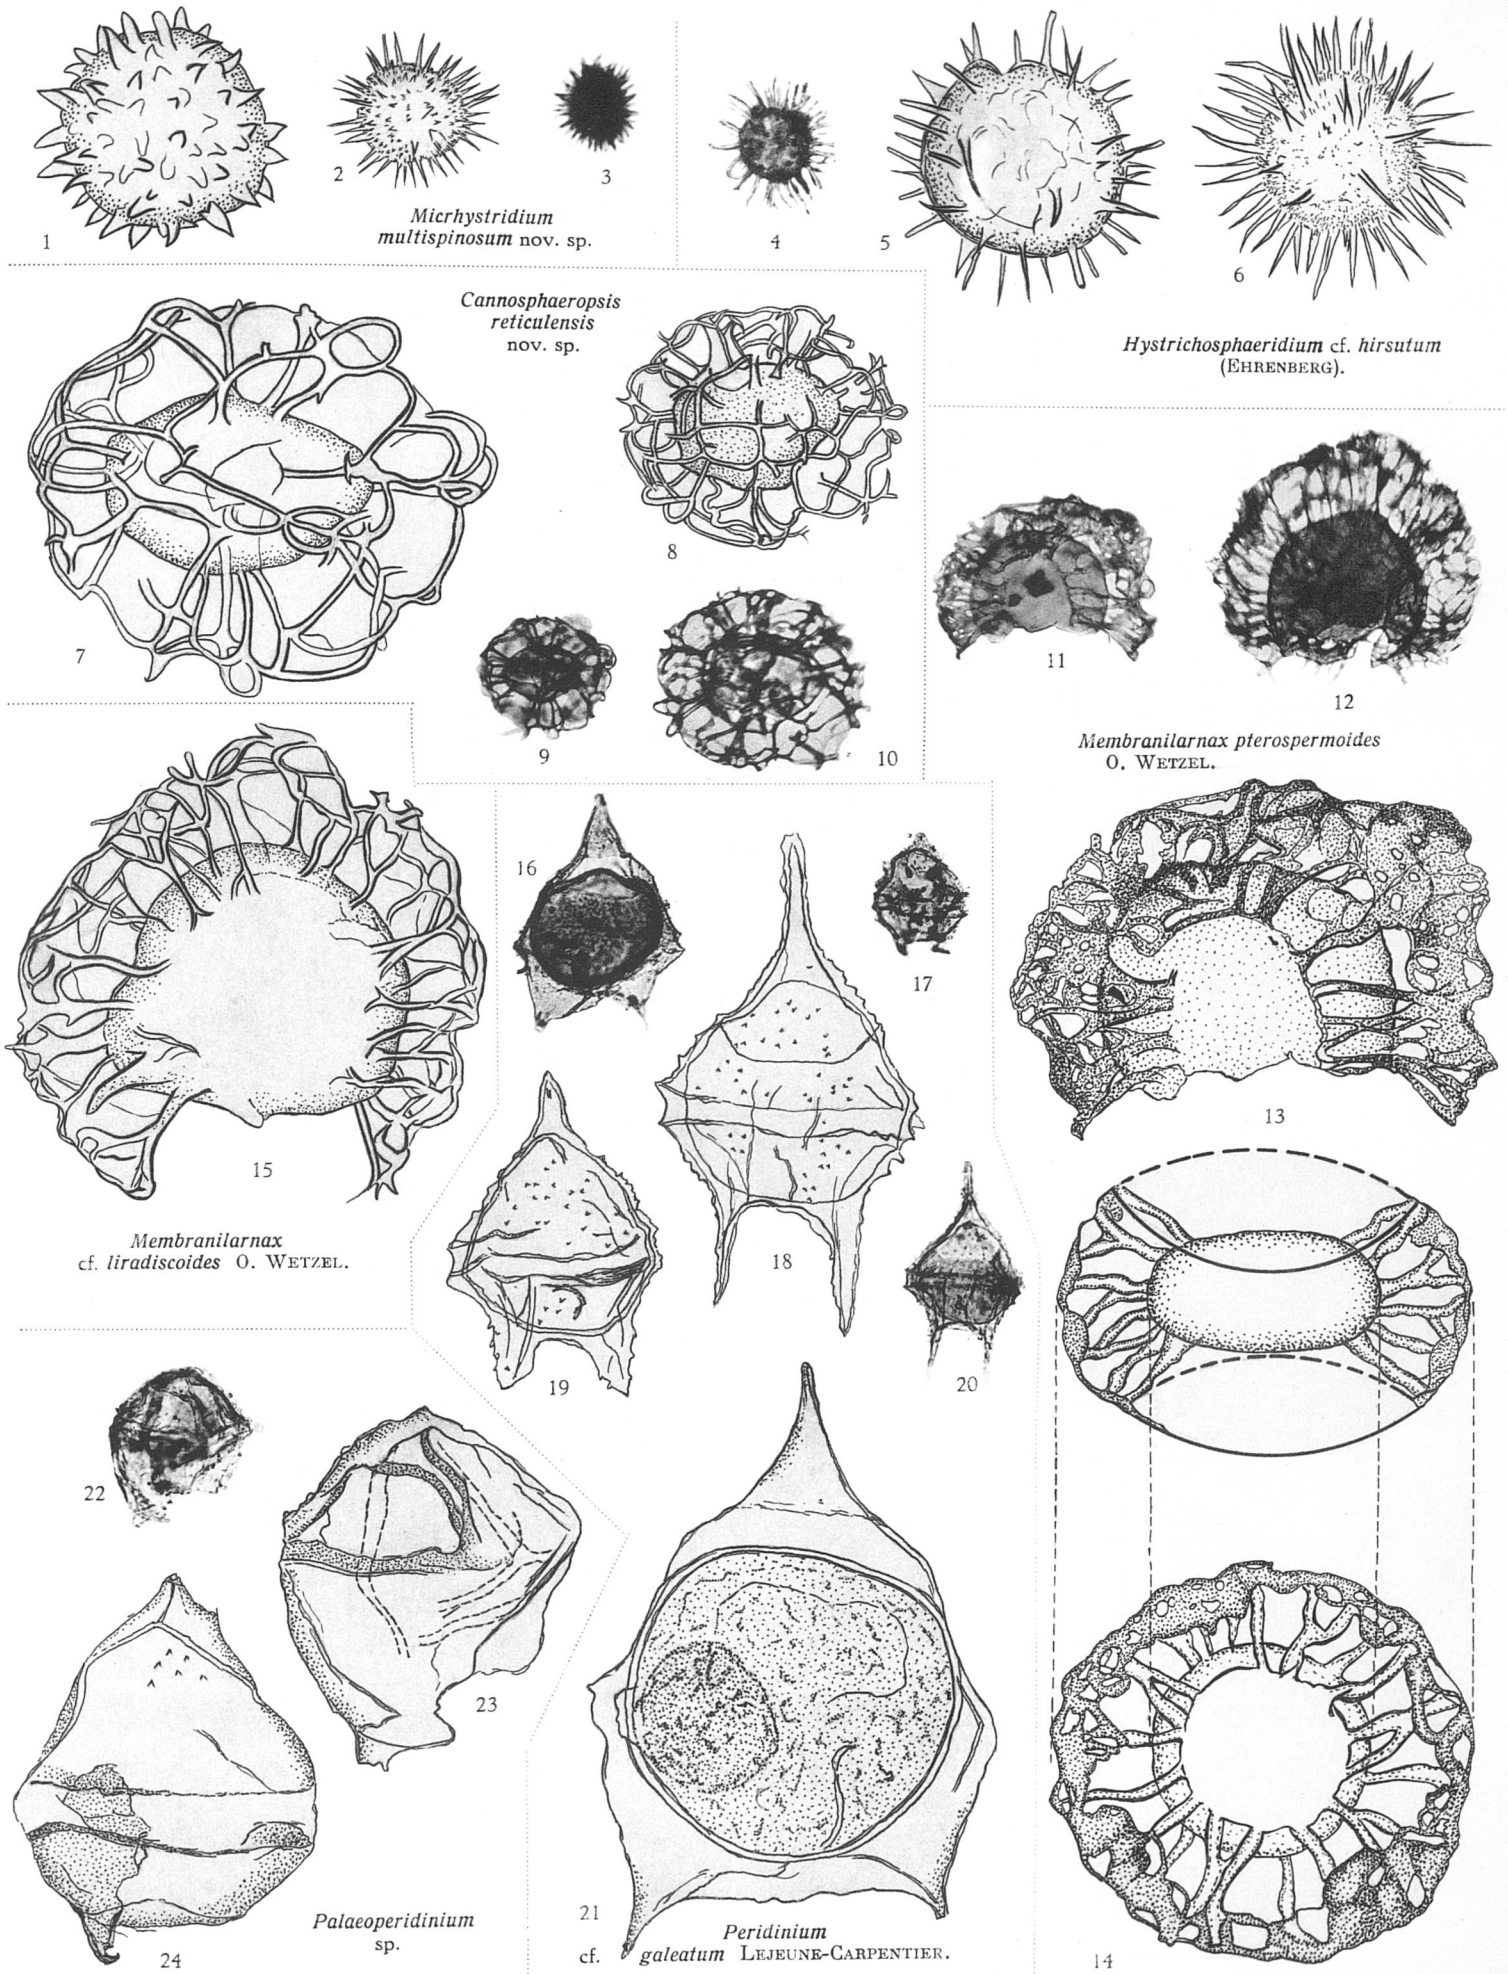 1
2
3
Micrhystridium
multispinosum nov. sp.
4
5
6
Hystrichosphaeridium cf. hirsutum
(EHRENBERG).
Cannosphaeropsis
reticulensis
nov. sp.
7
8
9
10
11
12
Membranilarnax pterospermoides
O. WETZEL.
13
14
15
Membranilarnax
cf. liradiscoides O. WETZEL.
16
17
18
19
20
21
Peridinium
cf. galeatum LEJEUNE-CARPENTIER.
22
23
24
Palaeoperidinium
sp.